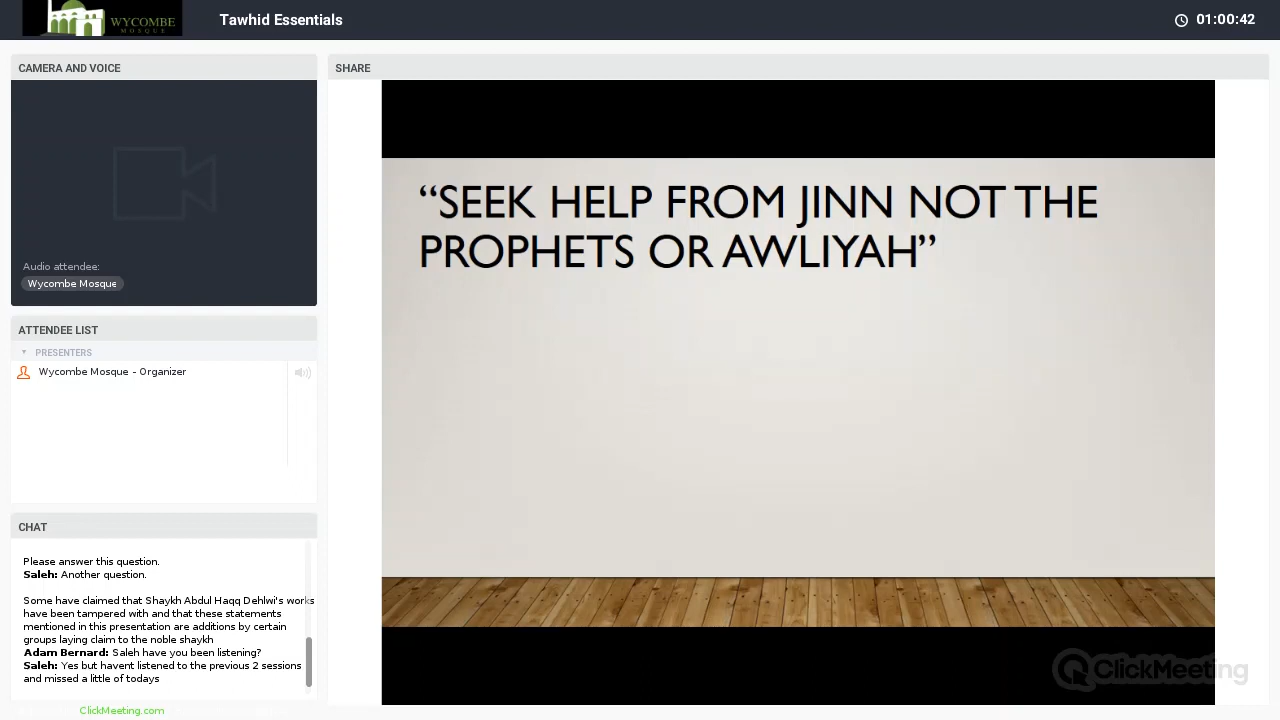 WYCOMBE
MOSQUE
Tawhid Essentials
01:00:42
CAMERA AND VOICE
Audio attendee:
Wycombe Mosque
ATTENDEE LIST
PRESENTERS
Wycombe Mosque - Organizer
CHAT
Please answer this question.
Saleh: Another question.
Some have claimed that Shaykh Abdul Haqq Dehlwi's works
have been tampered with and that these statements
mentioned in this presentation are additions by certain
groups laying claim to the noble shaykh
Adam Bernard: Saleh have you been listening?
Saleh: Yes but havent listened to the previous 2 sessions
and missed a little of todays
ClickMeeting.com
SHARE
“SEEK HELP FROM JINN NOT THE
PROPHETS OR AWLIYAH”
ClickMeeting